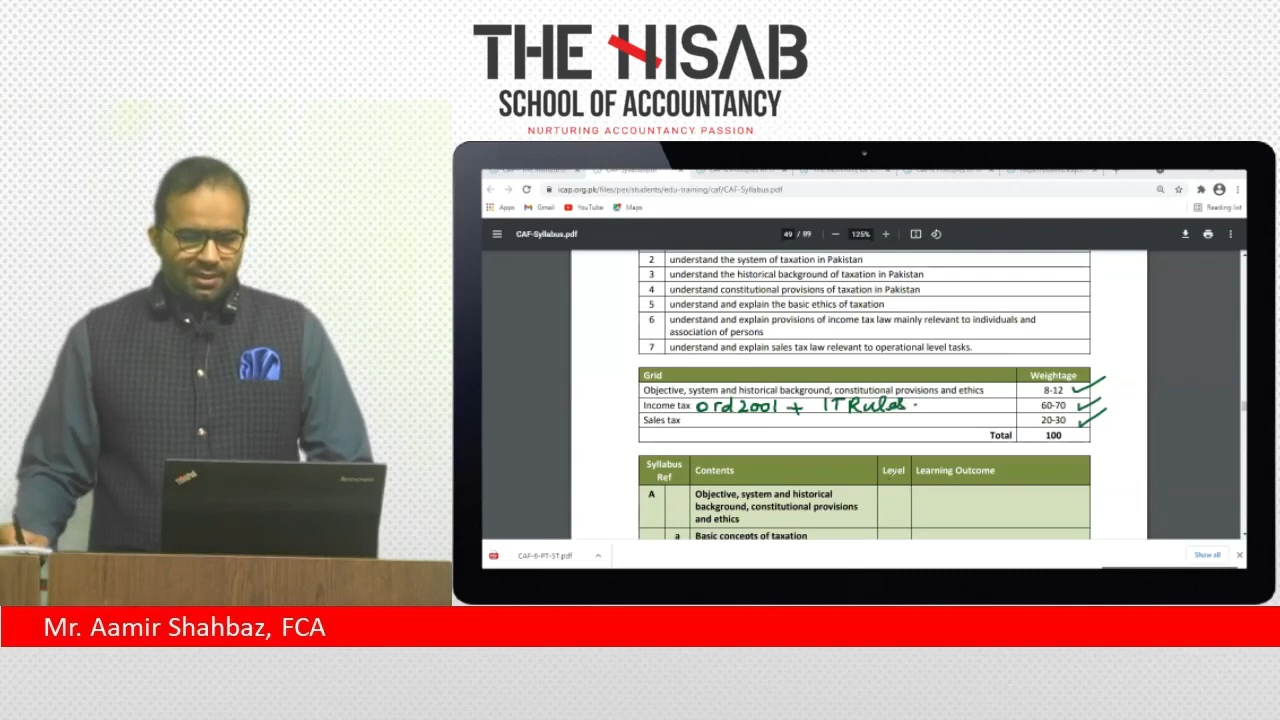 THE HISAB
SCHOOL OF ACCOUNTANCY
NURTURING ACCOUNTANCY PASSION
icap.org.pk/files/per/students/edu-training/caf/CAF-Syllabus.pdf
Apps Gmail YouTube Maps Reading list
CAF-Syllabus.pdf 49 / 99 125%
2 understand the system of taxation in Pakistan
3 understand the historical background of taxation in Pakistan
4 understand constitutional provisions of taxation in Pakistan
5 understand and explain the basic ethics of taxation
6 understand and explain provisions of income tax law mainly relevant to individuals and
association of persons
7 understand and explain sales tax law relevant to operational level tasks.
Grid Weightage
Objective, system and historical background, constitutional provisions and ethics 8-12
Income tax Ord 2001 + IT Rules 60-70
Sales tax 20-30
Total 100
Syllabus
Ref Contents Level Learning Outcome
A Objective, system and historical
background, constitutional provisions
and ethics
a Basic concepts of taxation
CAF-6-PT-ST.pdf Show all
ThinkPad
Lenovo
Mr. Aamir Shahbaz, FCA